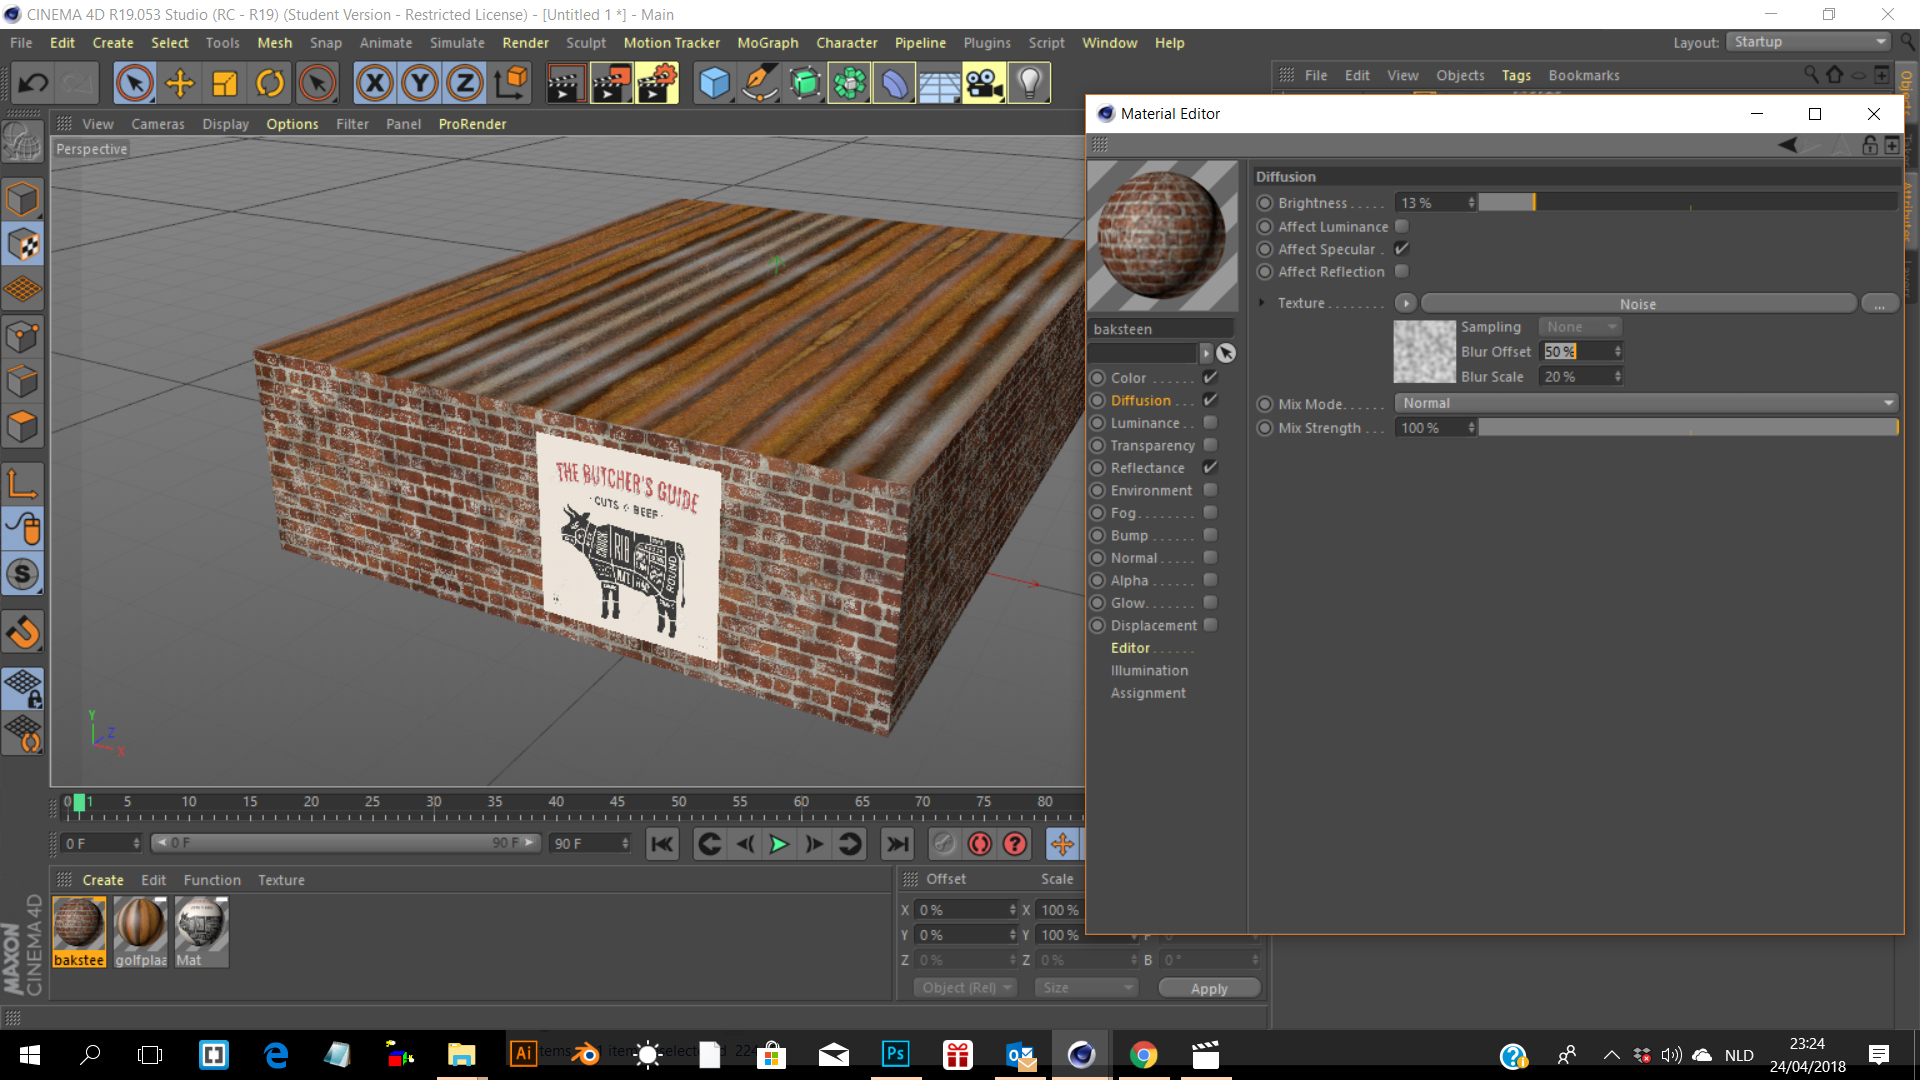 CINEMA 4D R19.053 Studio (RC - R19) (Student Version - Restricted License) - [Untitled 1 *] - Main
File Edit Create Select Tools Mesh Snap Animate Simulate Render Sculpt Motion Tracker MoGraph Character Pipeline Plugins Script Window Help
Layout: Startup
File Edit View Objects Tags Bookmarks
View Cameras Display Options Filter Panel ProRender
Perspective
THE BUTCHER'S GUIDE
CUTS & BEEF
CHUCK RIB ROUND
Y Z X
Material Editor
baksteen
Color
Diffusion
Luminance
Transparency
Reflectance
Environment
Fog
Bump
Normal
Alpha
Glow
Displacement
Editor
Illumination
Assignment
Diffusion
Brightness 13 %
Affect Luminance
Affect Specular
Affect Reflection
Texture Noise ...
Sampling None
Blur Offset 50 %
Blur Scale 20 %
Mix Mode Normal
Mix Strength 100 %
0 1 5 10 15 20 25 30 35 40 45 50 55 60 65 70 75 80
0 F 0 F 90 F 90 F
Create Edit Function Texture
bakstee golfplaa Mat
Offset Scale
X 0 % X 100 %
Y 0 % Y 100 % P 0 °
Z 0 % Z 0 % B 0 °
Object (Rel) Size Apply
MAXON
CINEMA 4D
Ai Ps NLD
23:24
24/04/2018